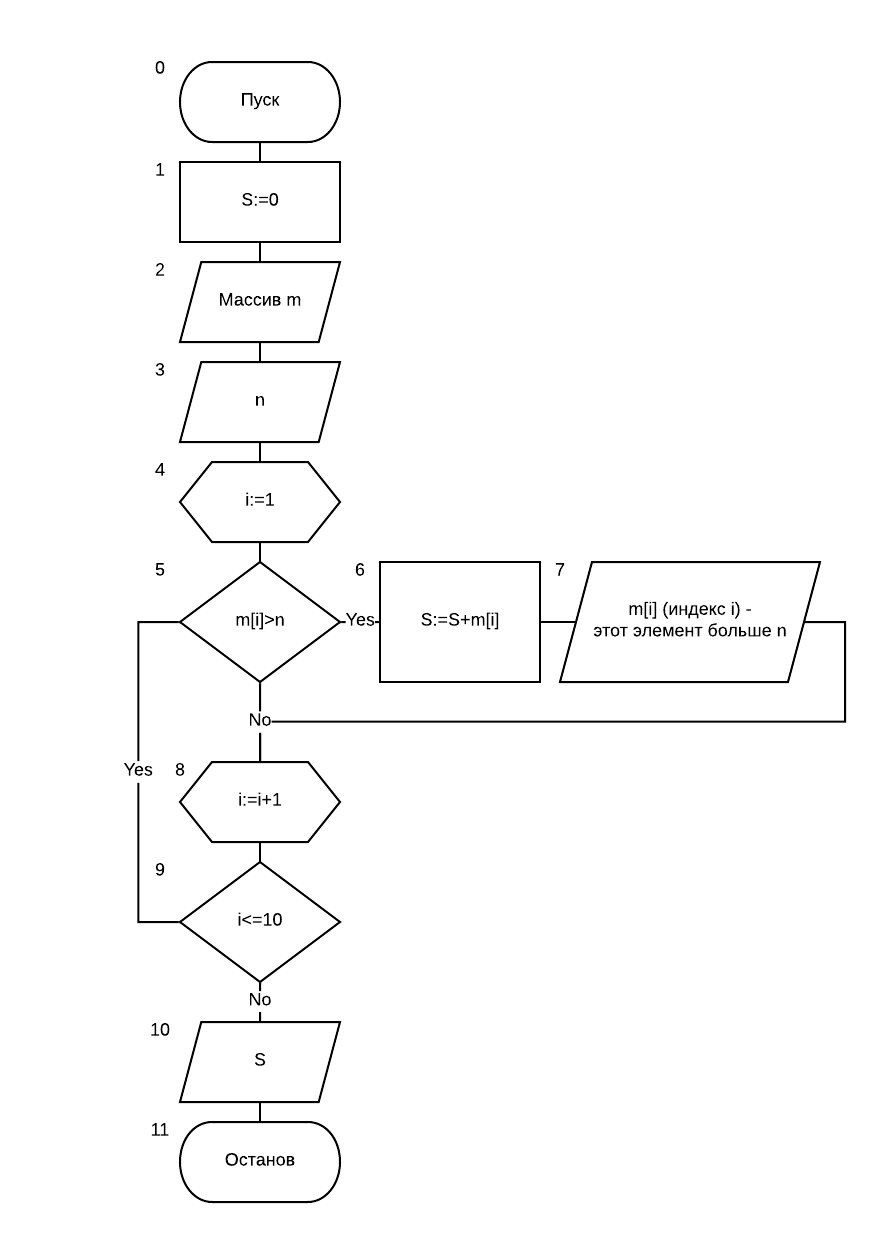 0
Пуск
1
S:=0
2
Массив m
3
n
4
i:=1
5
m[i]>n
Yes
6
S:=S+m[i]
7
m[i] (индекс i) -
этот элемент больше n
No
Yes
8
i:=i+1
9
i<=10
No
10
S
11
Останов